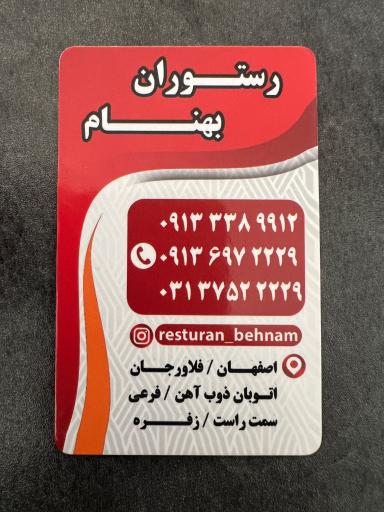 رستوران
بهنام
۰۹۱۳ ۳۳۸ ۹۹۱۲
۰۹۱۳ ۶۹۷ ۲۲۲۹
۰۳۱ ۳۷۵۲ ۲۲۲۹
resturan_behnam
اصفهان / فلاورجان
اتوبان ذوب آهن / فرعی
سمت راست / زفره